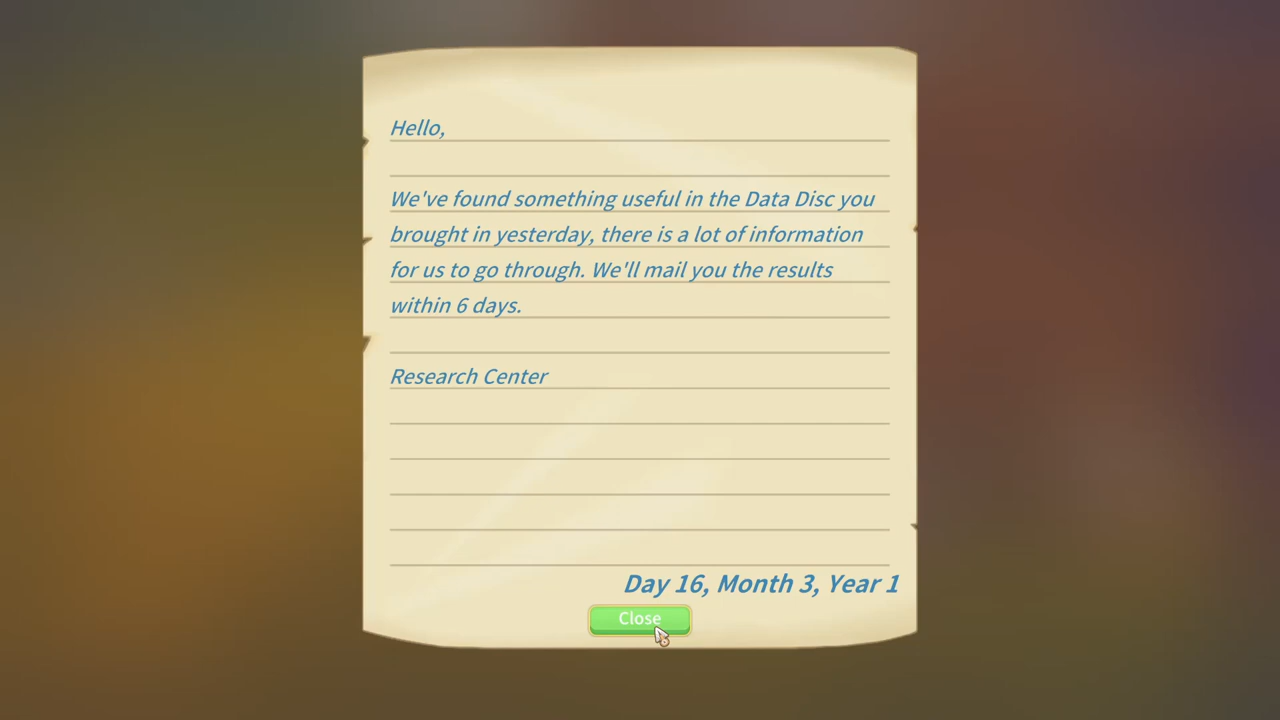 Hello,
We've found something useful in the Data Disc you
brought in yesterday, there is a lot of information
for us to go through. We'll mail you the results
within 6 days.
Research Center
Day 16, Month 3, Year 1
Close